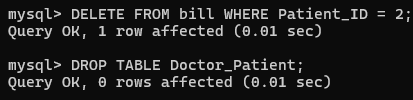 mysql> DELETE FROM bill WHERE Patient_ID = 2;
Query OK, 1 row affected (0.01 sec)
mysql> DROP TABLE Doctor_Patient;
Query OK, 0 rows affected (0.01 sec)